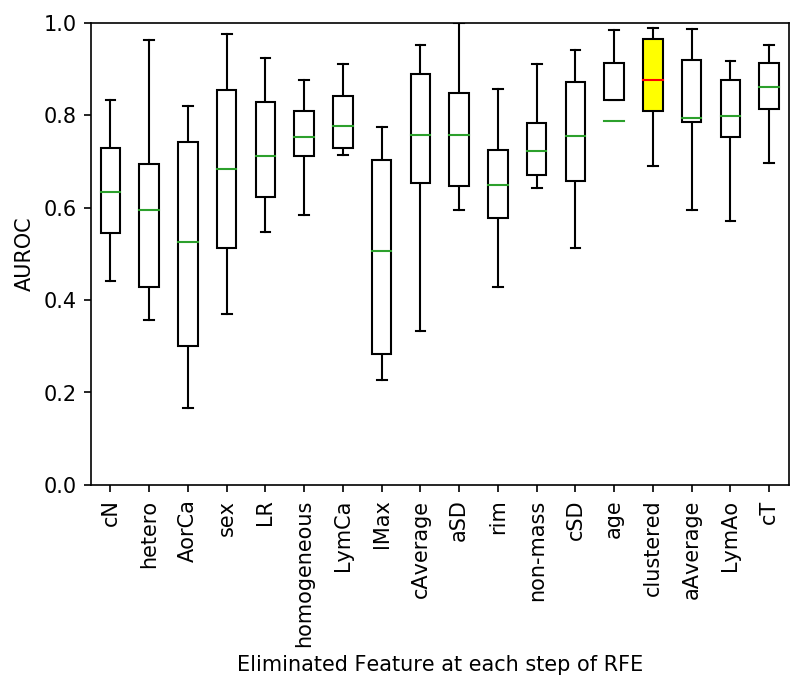 1.0
0.8
0.6
0.4
0.2
0.0
AUROC
cN
hetero
AorCa
sex
LR
homogeneous
LymCa
lMax
cAverage
aSD
rim
non-mass
cSD
age
clustered
aAverage
LymAo
cT
Eliminated Feature at each step of RFE